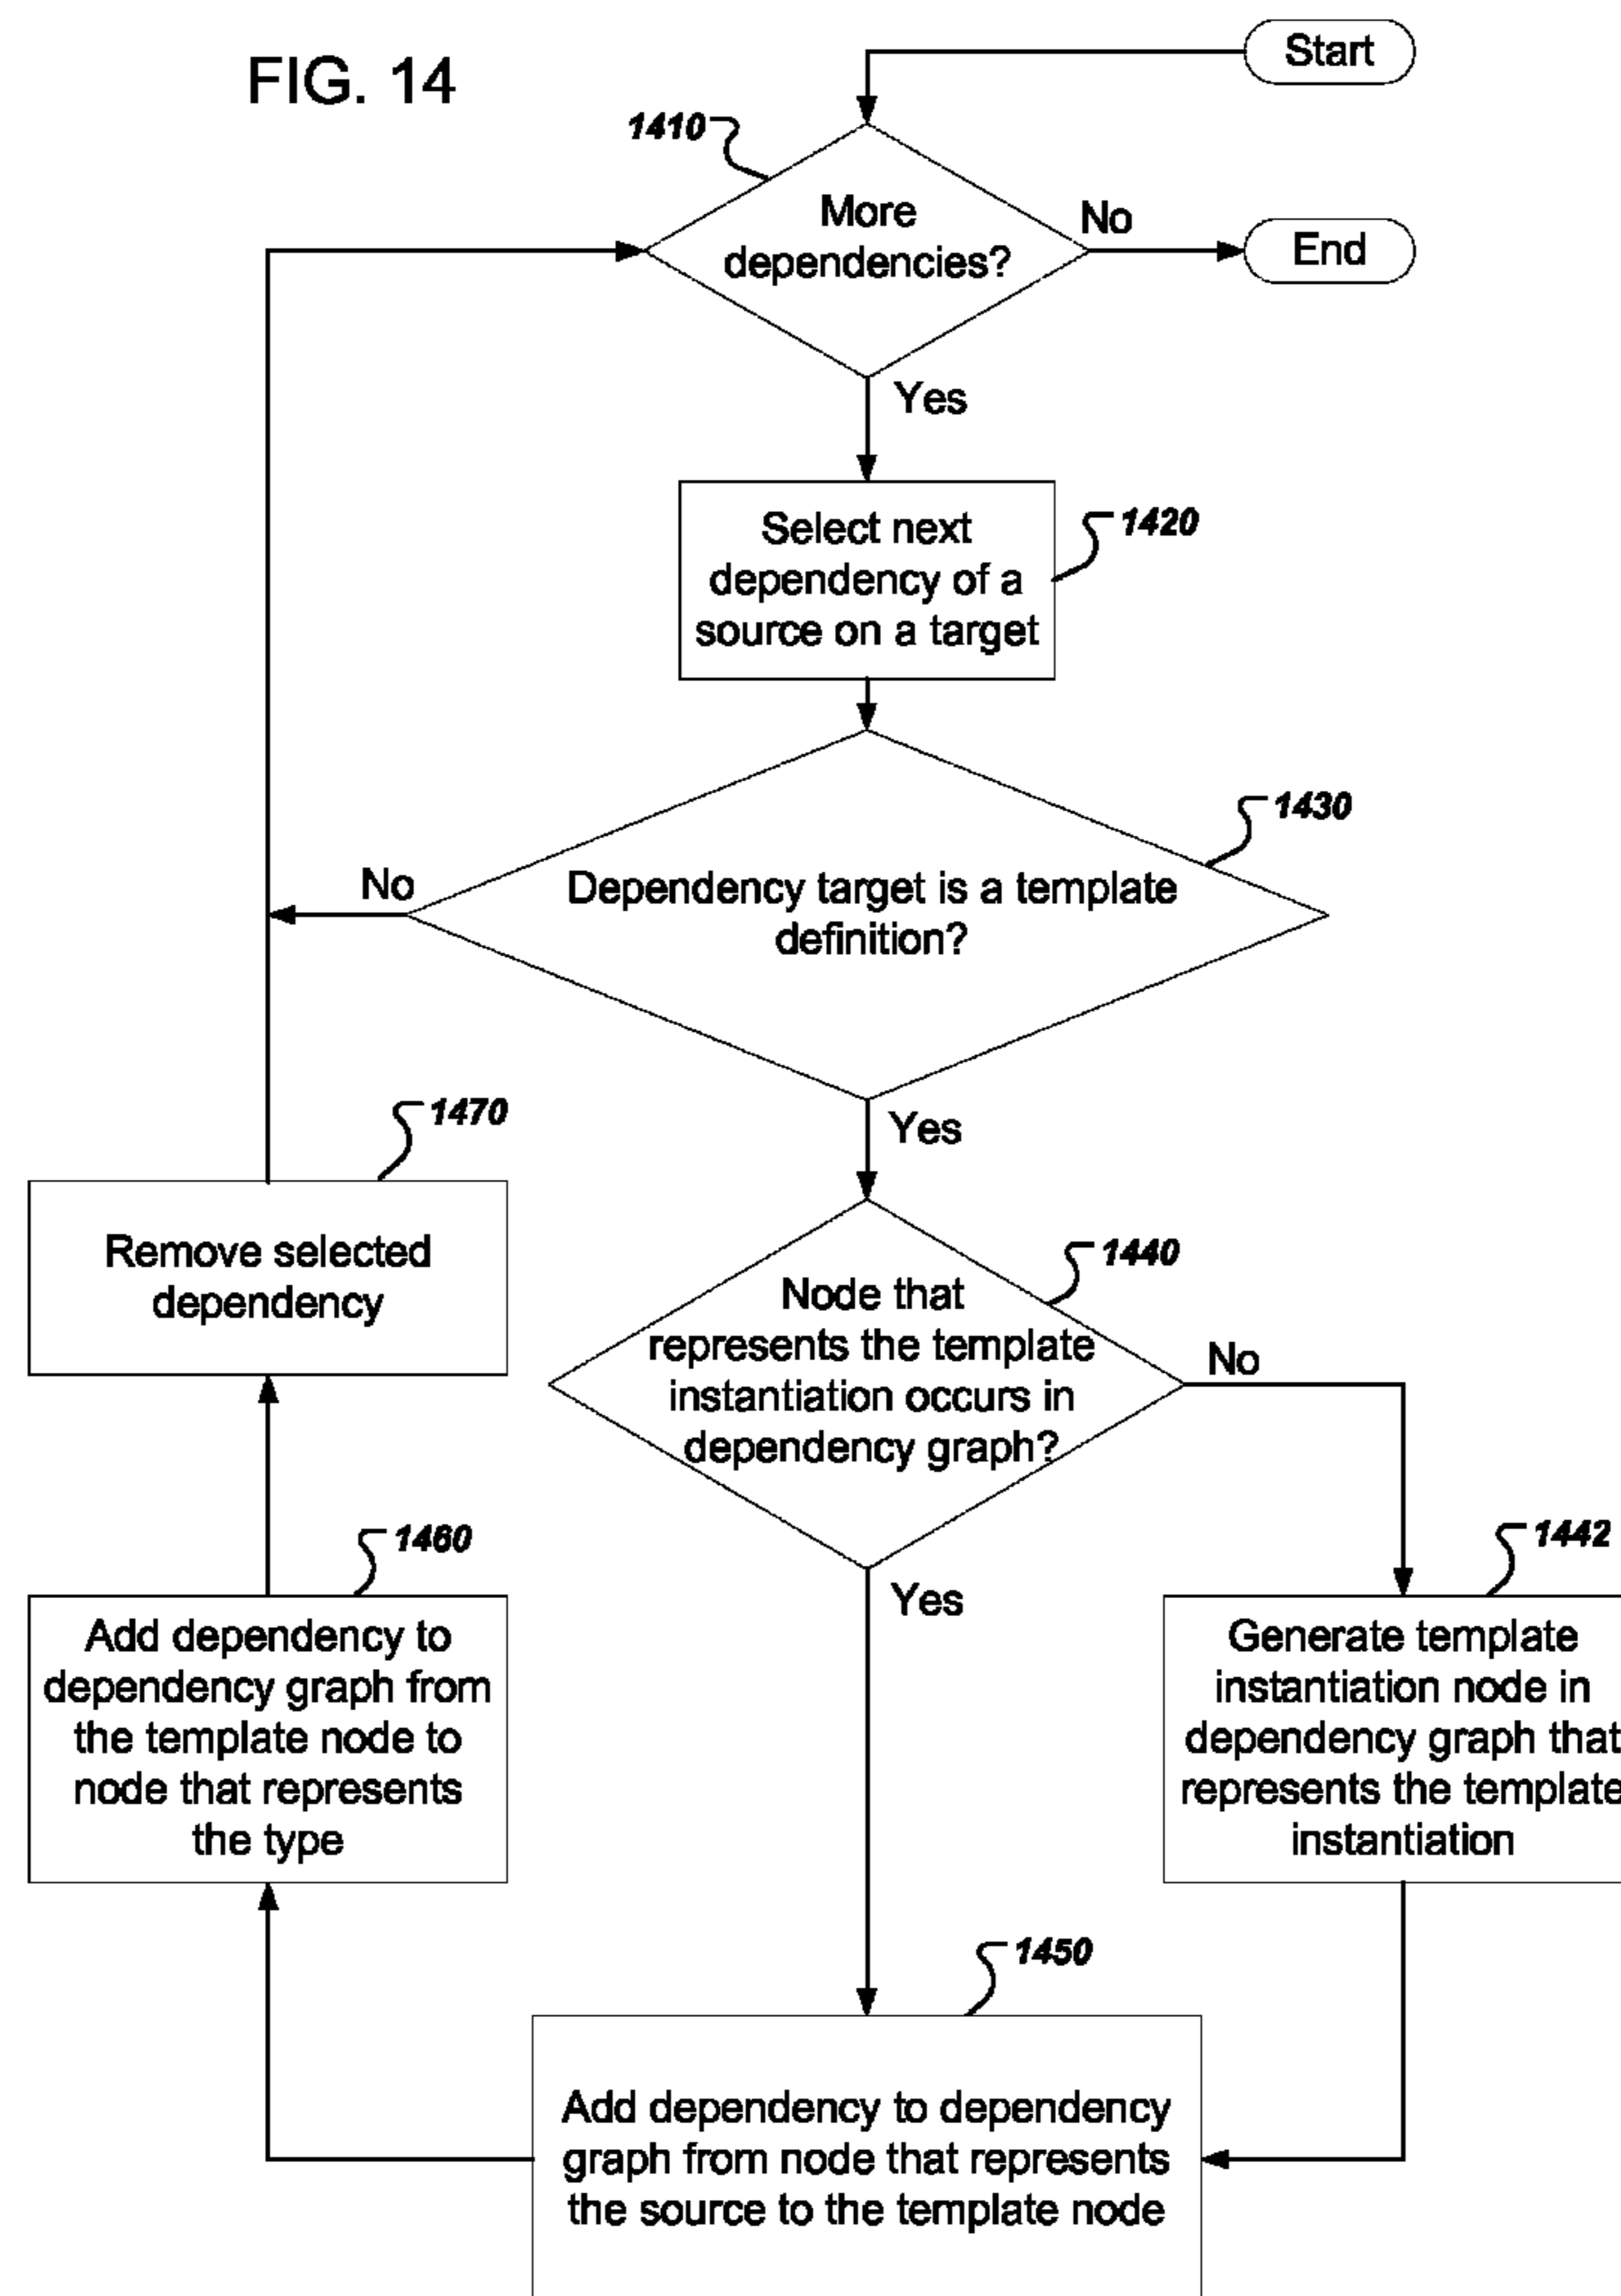 FIG. 14
Start
1410
More
dependencies?
No
End
Yes
Select next
dependency of a
source on a target
1420
1430
Dependency target is a template
definition?
No
Yes
1470
Remove selected
dependency
1440
Node that
represents the template
instantiation occurs in
dependency graph?
No
Yes
1460
Add dependency to
dependency graph from
the template node to
node that represents
the type
1442
Generate template
instantiation node in
dependency graph that
represents the template
instantiation
1450
Add dependency to dependency
graph from node that represents
the source to the template node